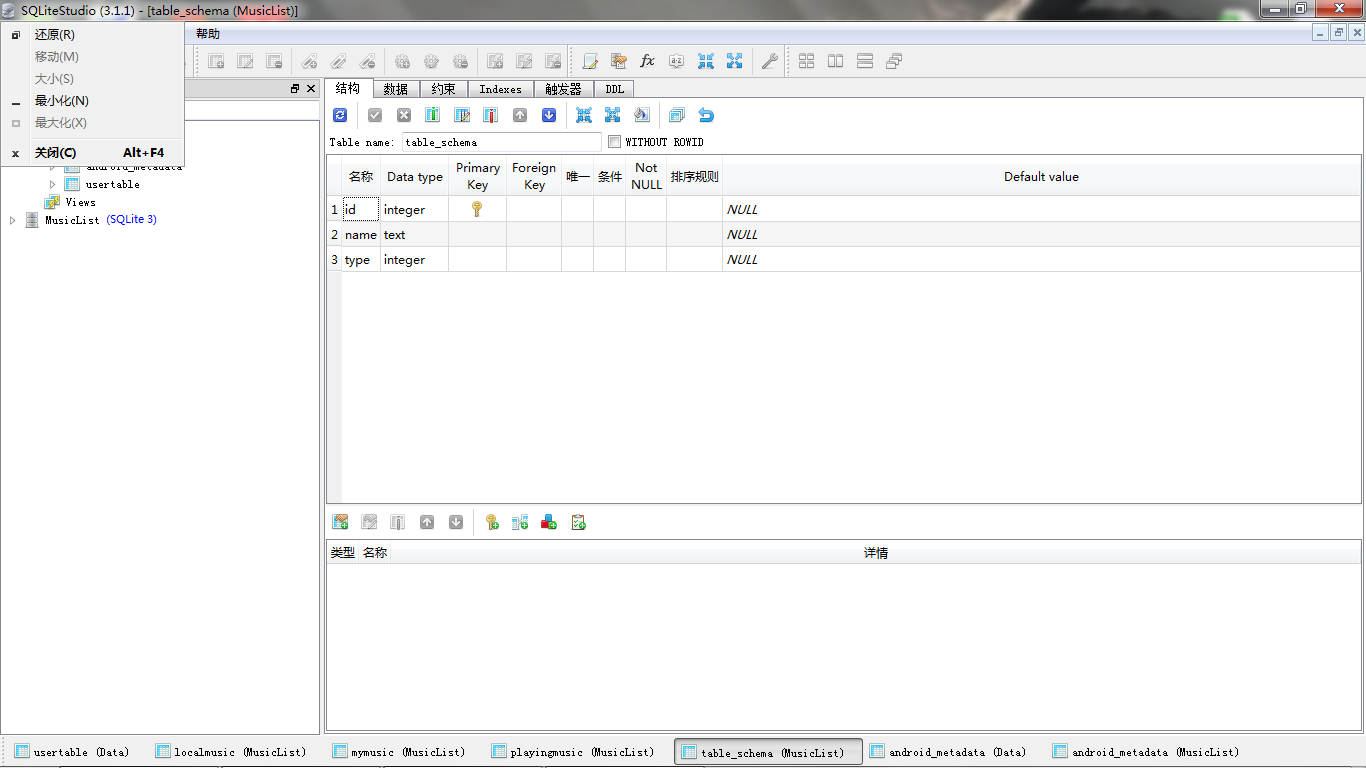 SQLiteStudio (3.1.1) - [table_schema (MusicList)]
还原(R)
移动(M)
大小(S)
最小化(N)
最大化(X)
关闭(C) Alt+F4
帮助
android_metadata
usertable
Views
MusicList (SQLite 3)
结构 数据 约束 Indexes 触发器 DDL
Table name: table_schema WITHOUT ROWID
名称 Data type Primary Key Foreign Key 唯一 条件 Not NULL 排序规则 Default value
1 id integer NULL
2 name text NULL
3 type integer NULL
类型 名称 详情
usertable (Data) localmusic (MusicList) mymusic (MusicList) playingmusic (MusicList) table_schema (MusicList) android_metadata (Data) android_metadata (MusicList)